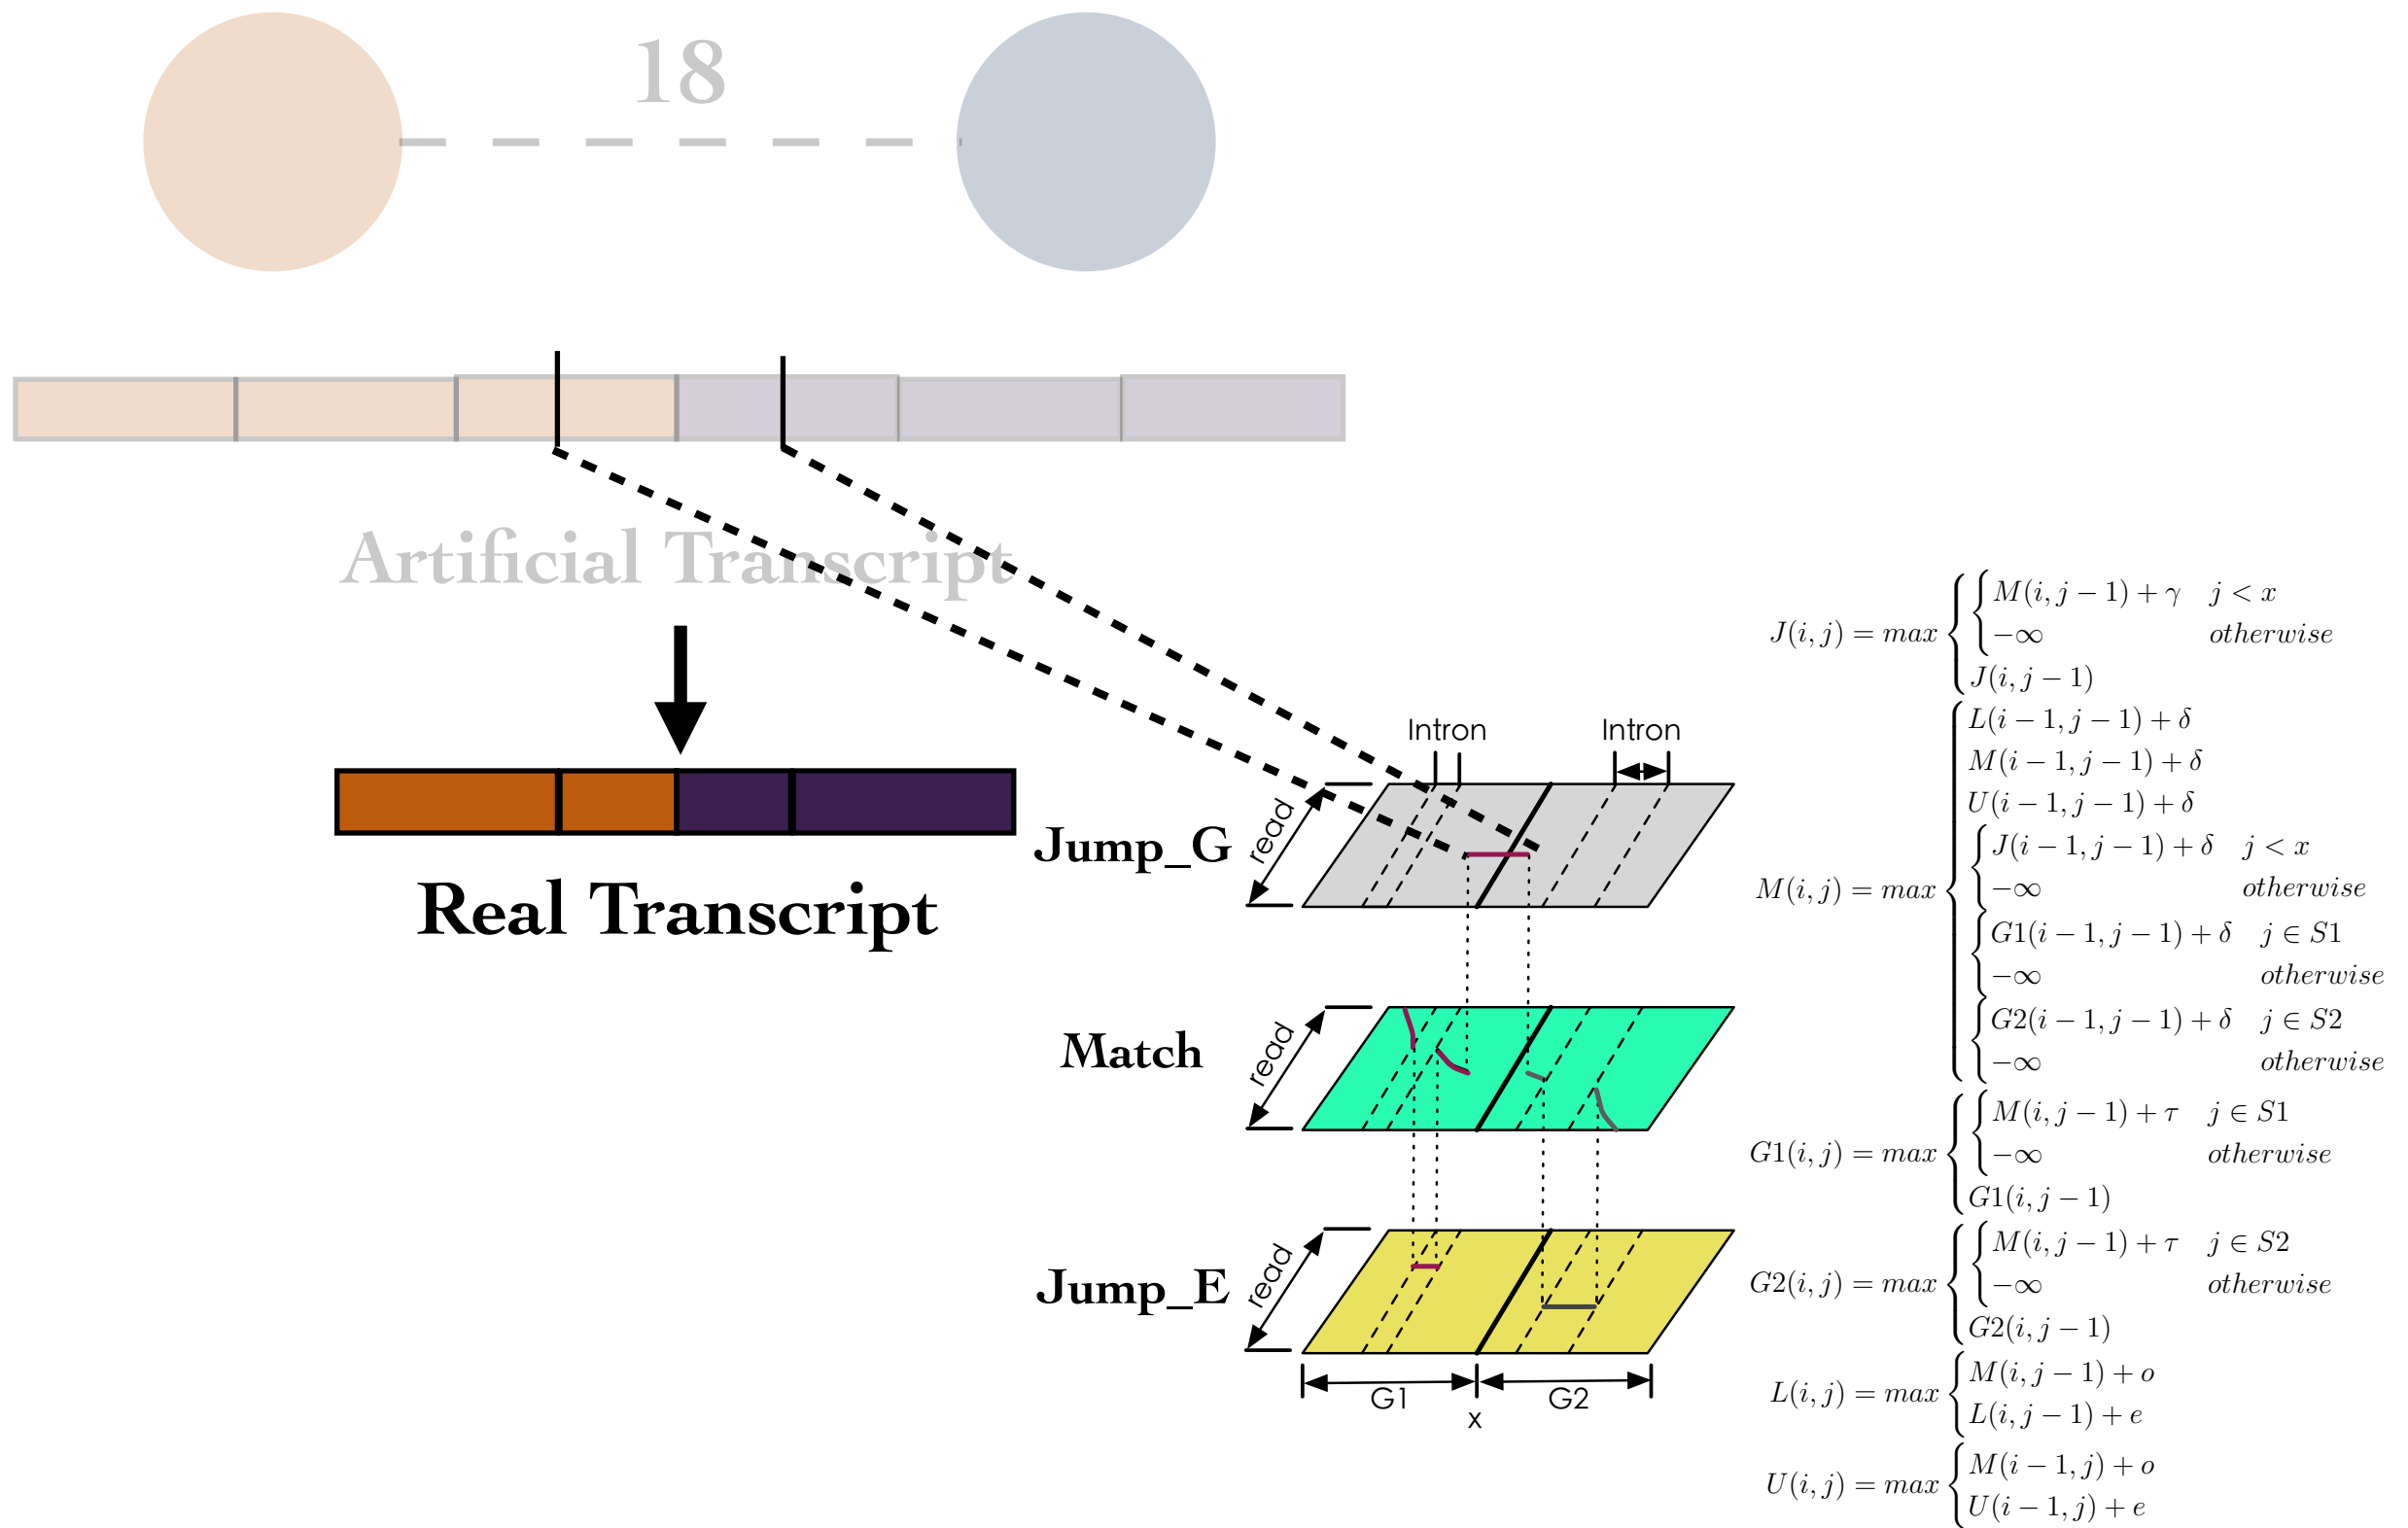 18
Artificial Transcript
Real Transcript
Intron Intron
Jump_G
read
Match
read
Jump_E
read
G1 G2
x
J(i, j) = max
M(i, j − 1) + γ j < x
−∞ otherwise
J(i, j − 1)
M(i, j) = max
L(i − 1, j − 1) + δ
M(i − 1, j − 1) + δ
U(i − 1, j − 1) + δ
J(i − 1, j − 1) + δ j < x
−∞ otherwise
G1(i − 1, j − 1) + δ j ∈ S1
−∞ otherwise
G2(i − 1, j − 1) + δ j ∈ S2
−∞ otherwise
G1(i, j) = max
M(i, j − 1) + τ j ∈ S1
−∞ otherwise
G1(i, j − 1)
G2(i, j) = max
M(i, j − 1) + τ j ∈ S2
−∞ otherwise
G2(i, j − 1)
L(i, j) = max
M(i, j − 1) + o
L(i, j − 1) + e
U(i, j) = max
M(i − 1, j) + o
U(i − 1, j) + e